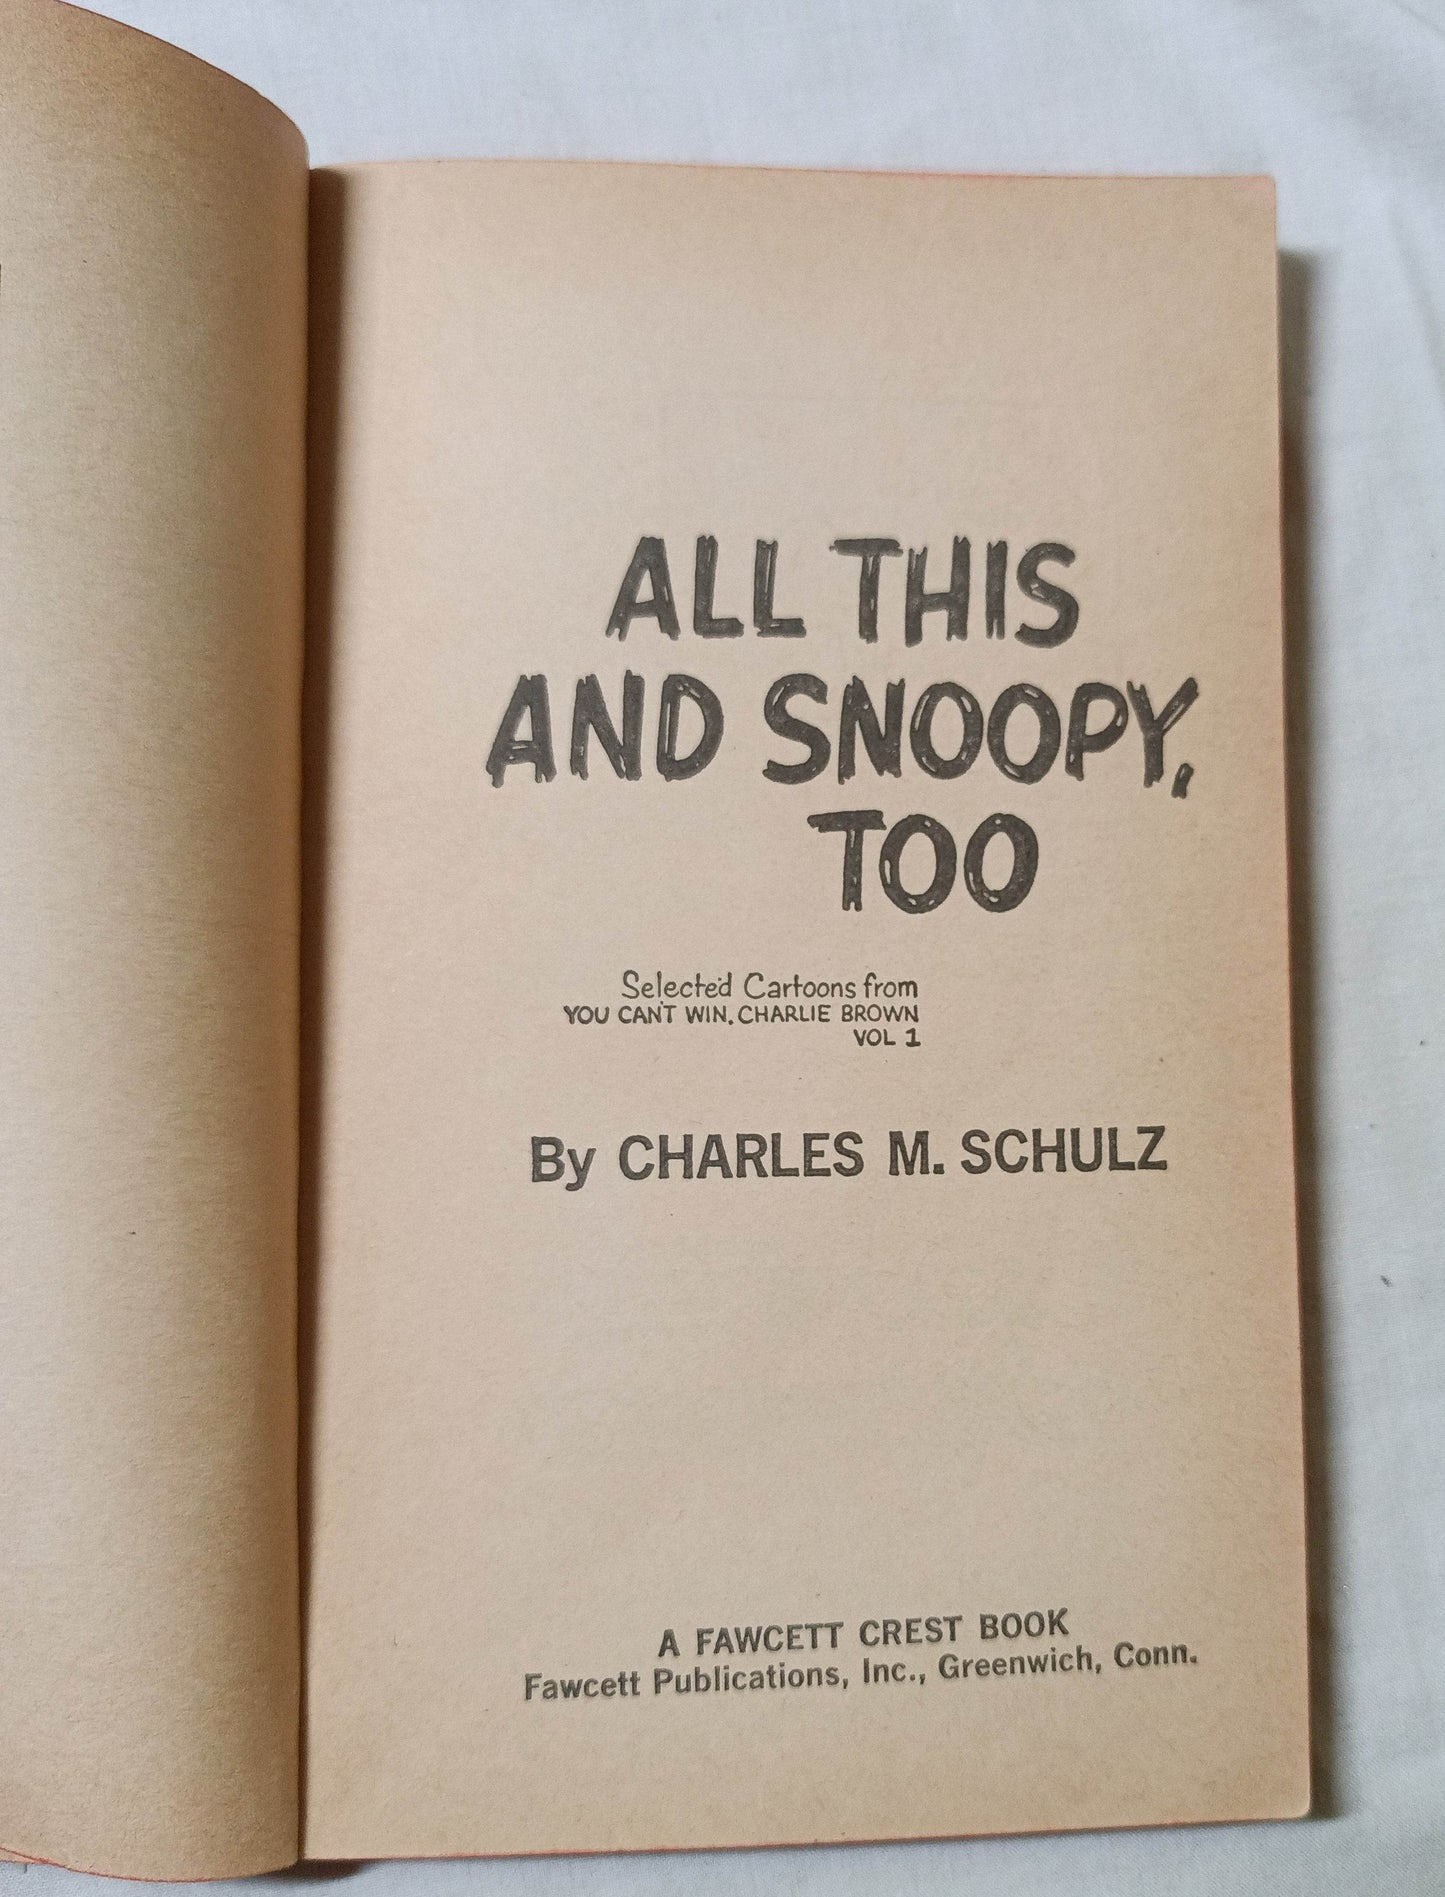 ALL THIS
AND SNOOPY,
TOO
Selected Cartoons from
YOU CAN'T WIN, CHARLIE BROWN
VOL 1
By CHARLES M. SCHULZ
A FAWCETT CREST BOOK
Fawcett Publications, Inc., Greenwich, Conn.